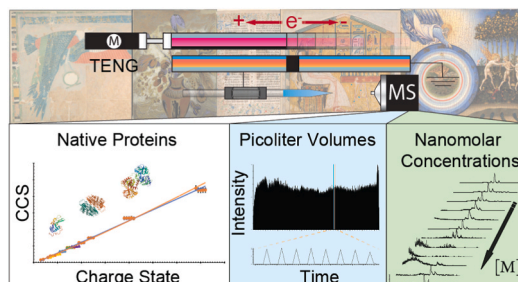 + e⁻ -
M
TENG
MS
Native Proteins
CCS
Charge State
Picoliter Volumes
Intensity
Time
Nanomolar
Concentrations
[M]